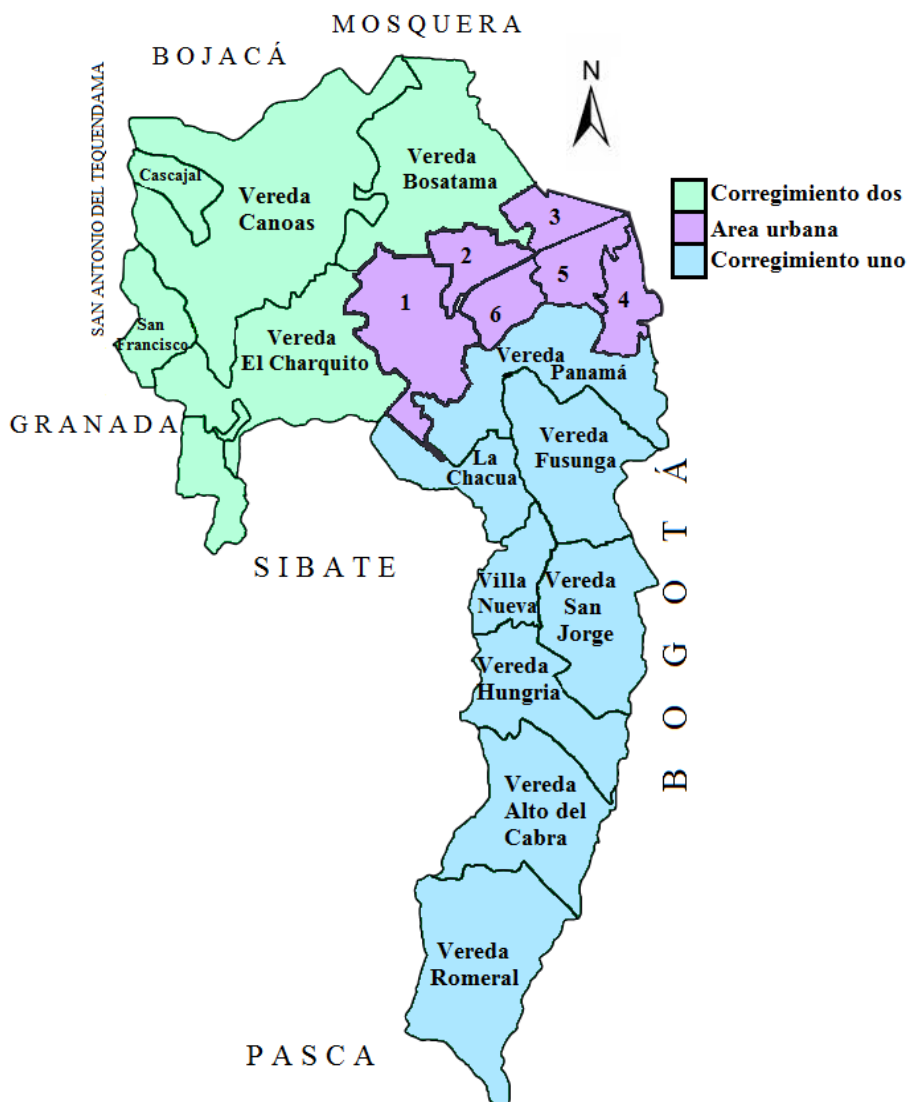 MOSQUERA
BOJACÁ
SAN ANTONIO DEL TEQUENDAMA
N
Corregimiento dos
Area urbana
Corregimiento uno
Cascajal
Vereda
Canoas
Vereda
Bosatama
3
2
5
4
1
6
San
Francisco
Vereda
El Charquito
Vereda
Panamá
GRANADA
Vereda
Fusunga
La
Chacua
BOGOTÁ
SIBATE
Villa
Nueva
Vereda
San
Jorge
Vereda
Hungria
Vereda
Alto del
Cabra
Vereda
Romeral
PASCA